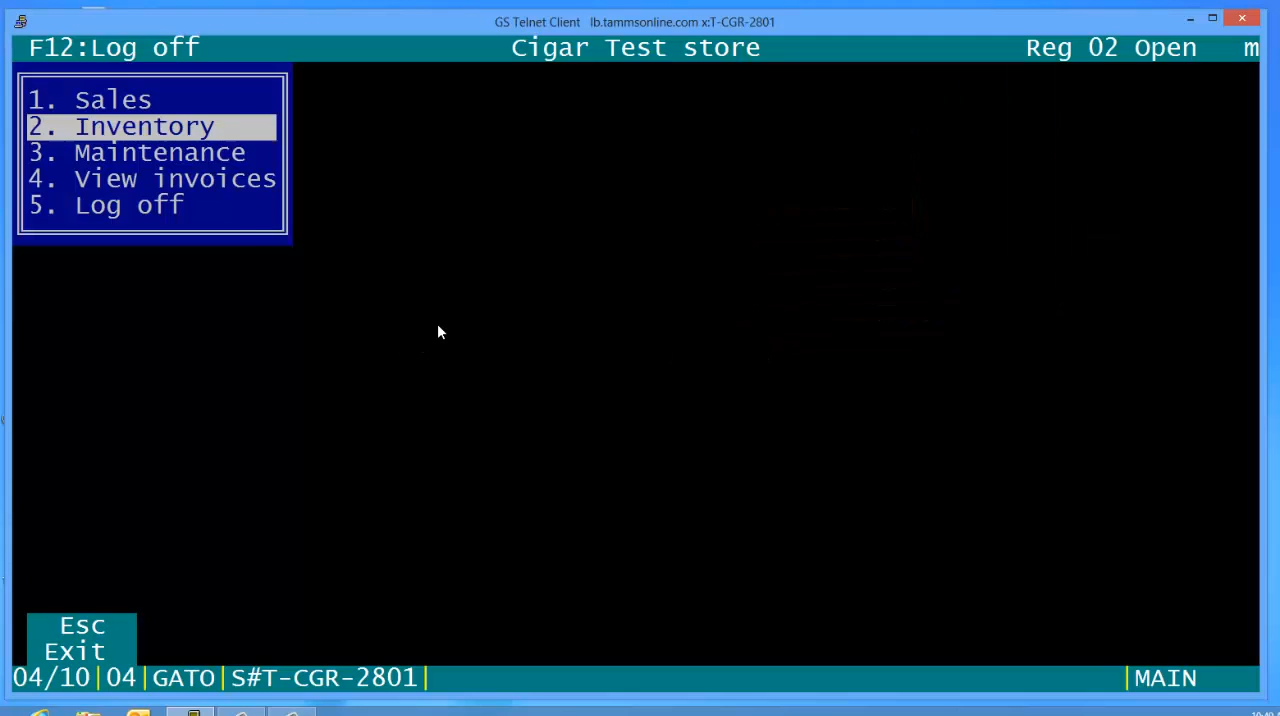 GS Telnet Client lb.tammsonline.com x:T-CGR-2801
F12:Log off Cigar Test store Reg 02 Open m
1. Sales
2. Inventory
3. Maintenance
4. View invoices
5. Log off
Esc
Exit
04/10|04|GATO|S#T-CGR-2801| |MAIN